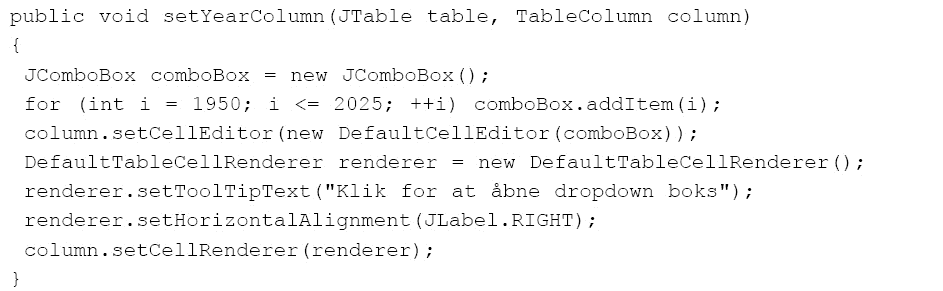 public void setYearColumn(JTable table, TableColumn column)
{
 JComboBox comboBox = new JComboBox();
 for (int i = 1950; i <= 2025; ++i) comboBox.addItem(i);
 column.setCellEditor(new DefaultCellEditor(comboBox));
 DefaultTableCellRenderer renderer = new DefaultTableCellRenderer();
 renderer.setToolTipText("Klik for at åbne dropdown boks");
 renderer.setHorizontalAlignment(JLabel.RIGHT);
 column.setCellRenderer(renderer);
}